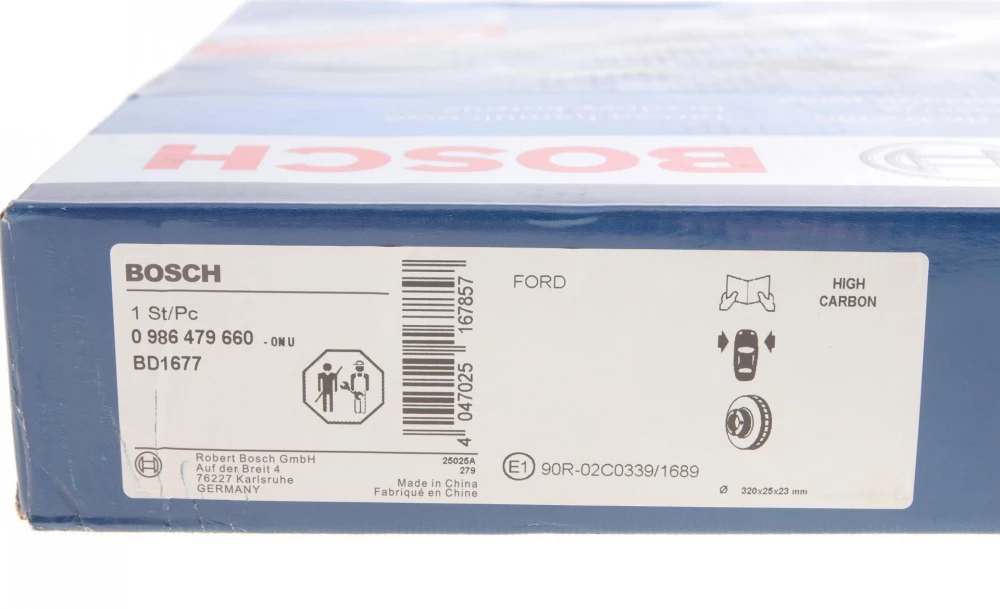 BOSCH
BOSCH
1 St/Pc
0 986 479 660 - 0NU
BD1677
4 047025 167857
Robert Bosch GmbH
Auf der Breit 4
76227 Karlsruhe
GERMANY
25025A
279
Made in China
Fabriqué en Chine
FORD
E1 90R-02C0339/1689
HIGH
CARBON
Ø 320x25x23 mm